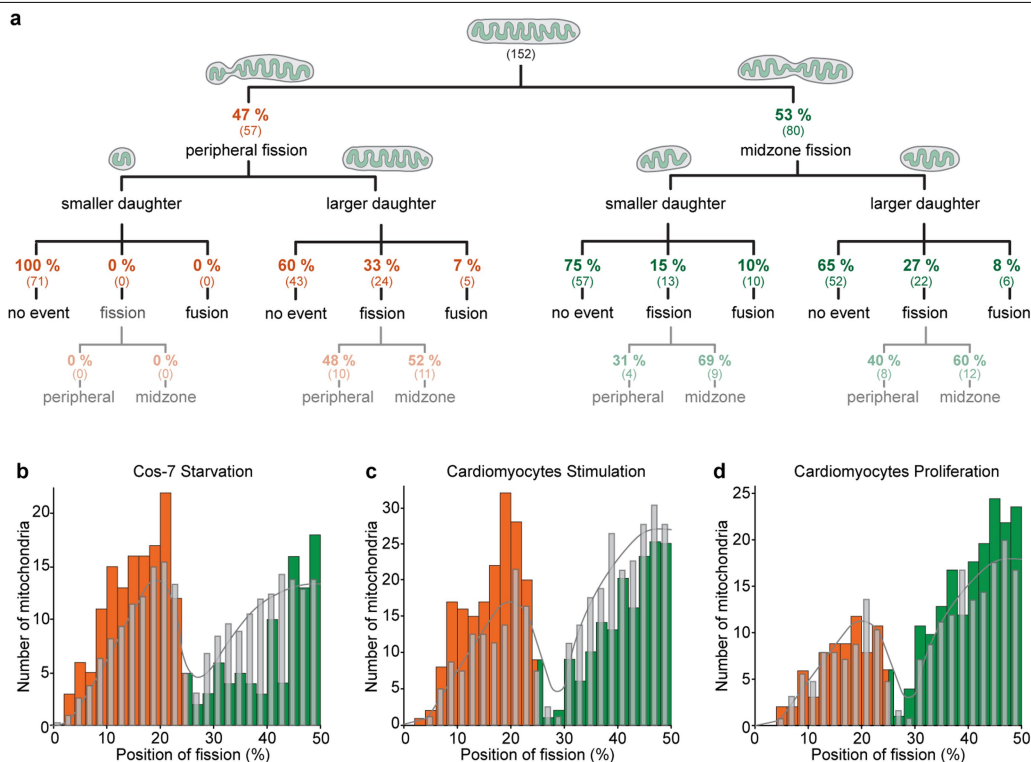 a
(152)
47 % 53 %
(57) (80)
peripheral fission midzone fission
smaller daughter larger daughter smaller daughter larger daughter
100 % 0 % 0 % 60 % 33 % 7 % 75 % 15 % 10% 65 % 27 % 8 %
(71) (0) (0) (43) (24) (5) (57) (13) (10) (52) (22) (6)
no event fission fusion no event fission fusion no event fission fusion no event fission fusion
0 % 0 % 48 % 52 % 31 % 69 % 40 % 60 %
(0) (0) (10) (11) (4) (9) (8) (12)
peripheral midzone peripheral midzone peripheral midzone peripheral midzone
b Cos-7 Starvation
Number of mitochondria
20
15
10
5
0
0 10 20 30 40 50
Position of fission (%)
c Cardiomyocytes Stimulation
Number of mitochondria
30
25
20
15
10
5
0
0 10 20 30 40 50
Position of fission (%)
d Cardiomyocytes Proliferation
Number of mitochondria
25
20
15
10
5
0
0 10 20 30 40 50
Position of fission (%)